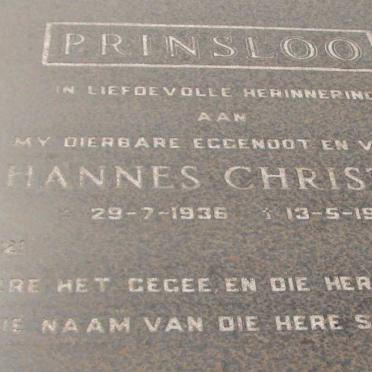 PRINSLOO
IN LIEFDEVOLLE HERINNERING
AAN
MY DIERBARE EGGENOOT EN V
HANNES CHRIST
29-7-1936 13-5-19
21
RE HET GEGEE, EN DIE HER
IE NAAM VAN DIE HERE S